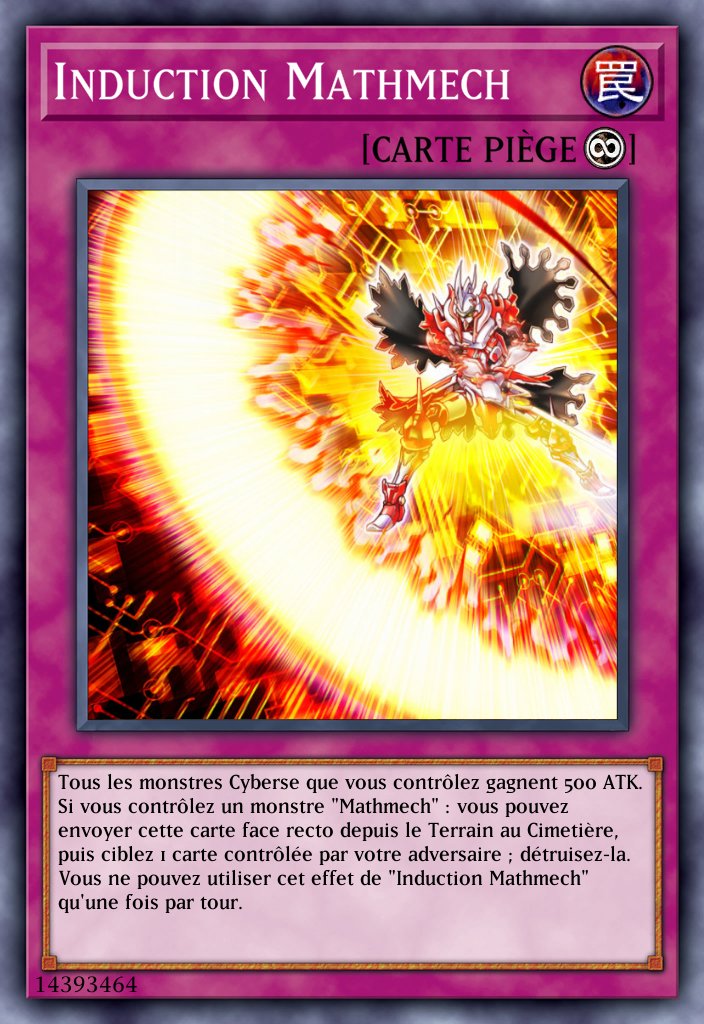 Induction Mathmech
罠
[CARTE PIÈGE]
Tous les monstres Cyberse que vous contrôlez gagnent 500 ATK.
Si vous contrôlez un monstre "Mathmech" : vous pouvez
envoyer cette carte face recto depuis le Terrain au Cimetière,
puis ciblez 1 carte contrôlée par votre adversaire ; détruisez-la.
Vous ne pouvez utiliser cet effet de "Induction Mathmech"
qu'une fois par tour.
14393464